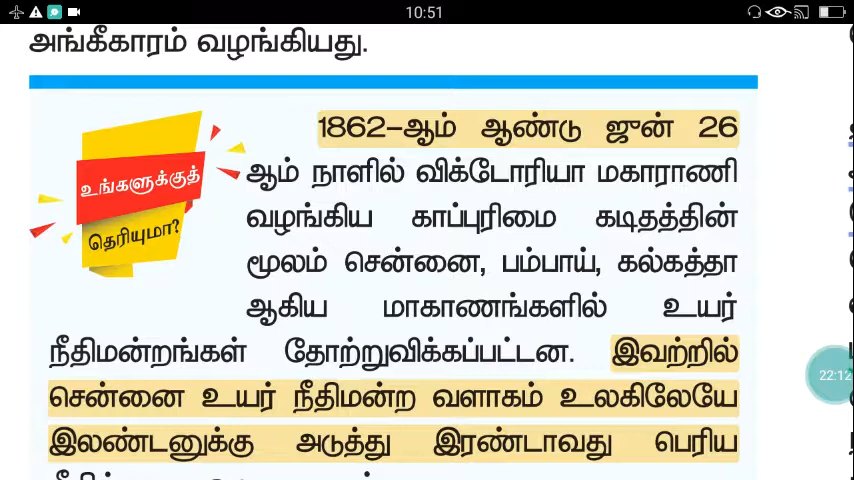 10:51
அங்கீகாரம் வழங்கியது.
உங்களுக்குத்
தெரியுமா?
1862–ஆம் ஆண்டு ஜுன் 26
ஆம் நாளில் விக்டோரியா மகாராணி
வழங்கிய காப்புரிமை கடிதத்தின்
மூலம் சென்னை, பம்பாய், கல்கத்தா
ஆகிய மாகாணங்களில் உயர்
நீதிமன்றங்கள் தோற்றுவிக்கப்பட்டன. இவற்றில்
சென்னை உயர் நீதிமன்ற வளாகம் உலகிலேயே
இலண்டனுக்கு அடுத்து இரண்டாவது பெரிய
22:12